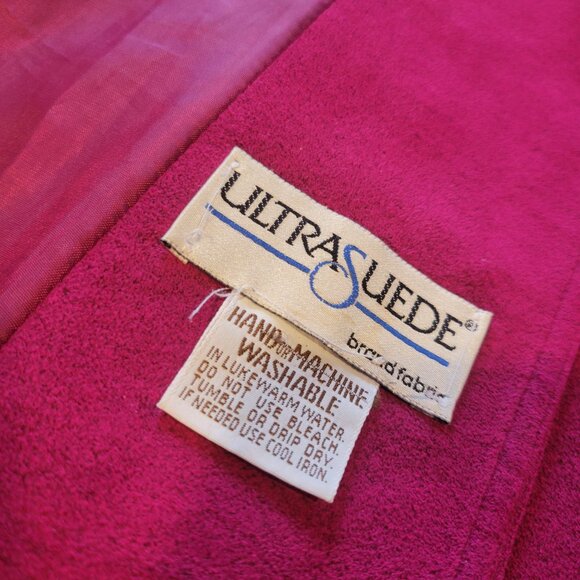 ULTRASUEDE®
brand fabric
HAND OR MACHINE
WASHABLE
IN LUKEWARM WATER.
DO NOT USE BLEACH.
TUMBLE OR DRIP DRY.
IF NEEDED USE COOL IRON.